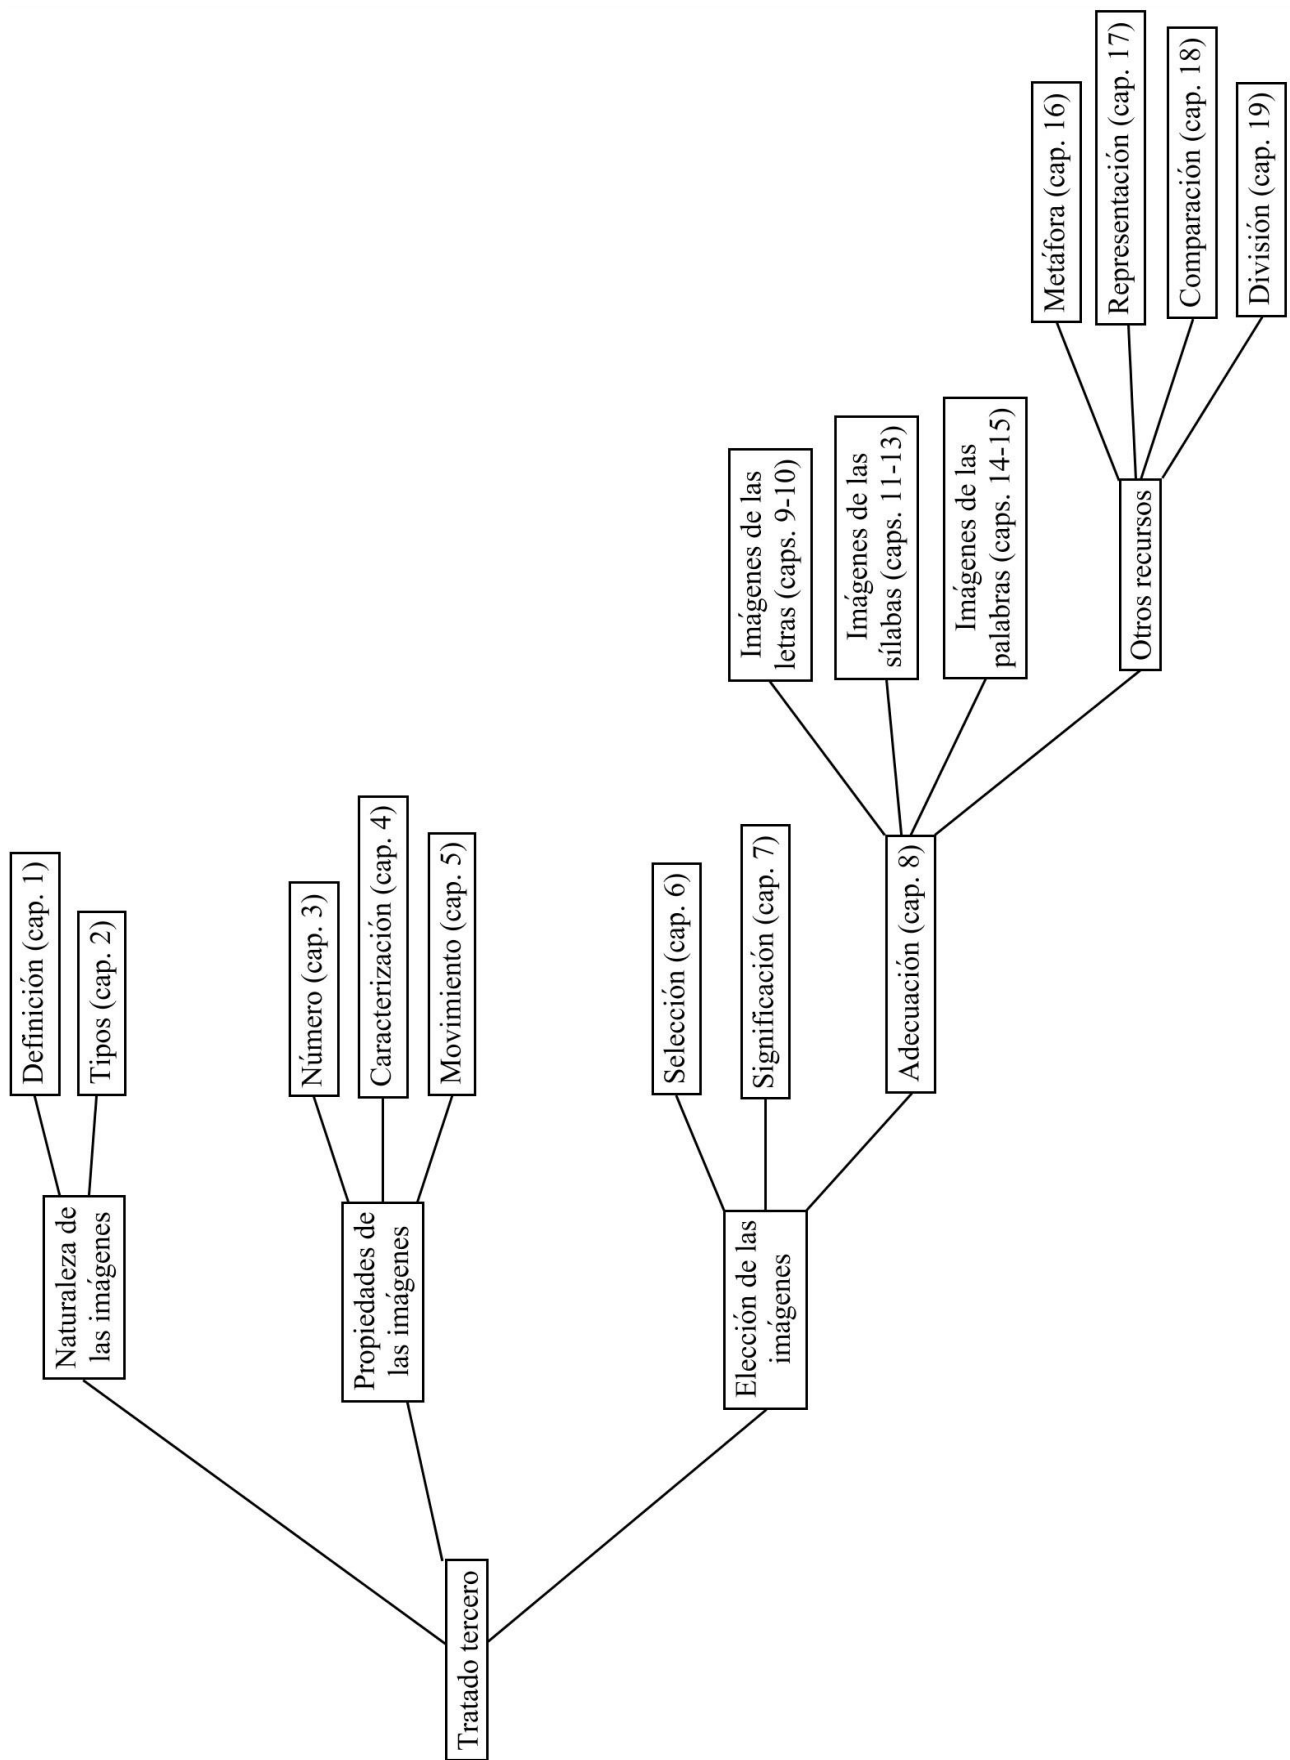 Tratado tercero
Naturaleza de
las imágenes
Definición (cap. 1)
Tipos (cap. 2)
Propiedades de
las imágenes
Número (cap. 3)
Caracterización (cap. 4)
Movimiento (cap. 5)
Elección de las
imágenes
Selección (cap. 6)
Significación (cap. 7)
Adecuación (cap. 8)
Imágenes de las
letras (caps. 9-10)
Imágenes de las
sílabas (caps. 11-13)
Imágenes de las
palabras (caps. 14-15)
Otros recursos
Metáfora (cap. 16)
Representación (cap. 17)
Comparación (cap. 18)
División (cap. 19)